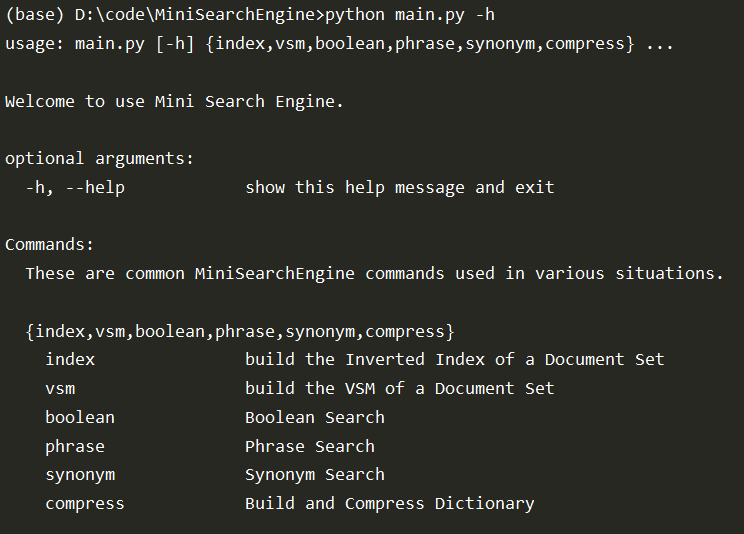 (base) D:\code\MiniSearchEngine>python main.py -h
usage: main.py [-h] {index,vsm,boolean,phrase,synonym,compress} ...
Welcome to use Mini Search Engine.
optional arguments:
-h, --help show this help message and exit
Commands:
These are common MiniSearchEngine commands used in various situations.
{index,vsm,boolean,phrase,synonym,compress}
index build the Inverted Index of a Document Set
vsm build the VSM of a Document Set
boolean Boolean Search
phrase Phrase Search
synonym Synonym Search
compress Build and Compress Dictionary